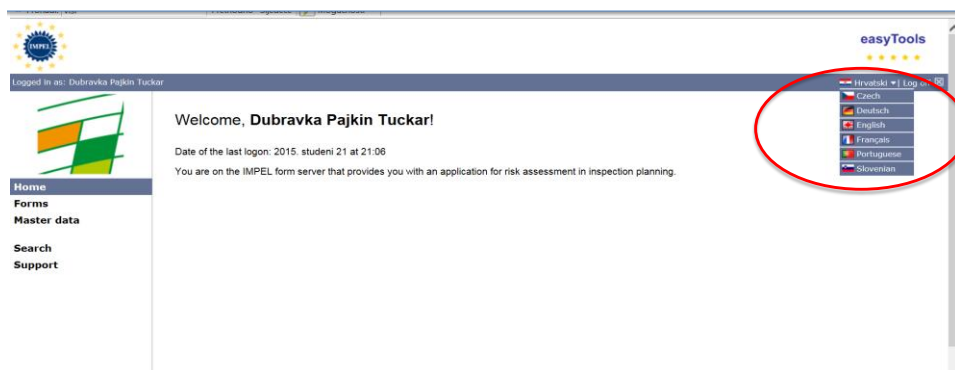 IMPEL
easyTools
Logged in as: Dubravka Pajkin Tuckar
Hrvatski ▾| Log off
Czech
Deutsch
English
Français
Portuguese
Slovenian
Welcome, Dubravka Pajkin Tuckar!
Date of the last logon: 2015. studeni 21 at 21:06
You are on the IMPEL form server that provides you with an application for risk assessment in inspection planning.
Home
Forms
Master data
Search
Support